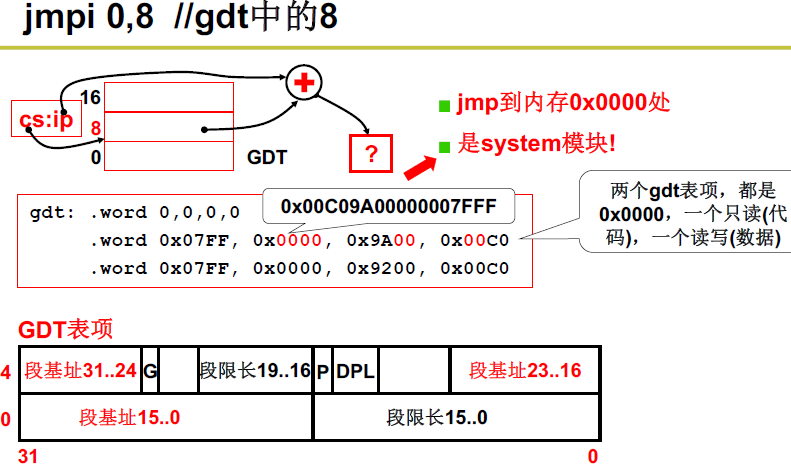 jmpi 0,8 //gdt中的8
16
cs:ip
8
0
GDT
?
jmp到内存0x0000处
是system模块!
0x00C09A00000007FFF
两个gdt表项，都是
0x0000，一个只读(代
码)，一个读写(数据)
gdt: .word 0,0,0,0
.word 0x07FF, 0x0000, 0x9A00, 0x00C0
.word 0x07FF, 0x0000, 0x9200, 0x00C0
GDT表项
4
段基址31..24
G
段限长19..16
P
DPL
段基址23..16
0
段基址15..0
段限长15..0
31
0